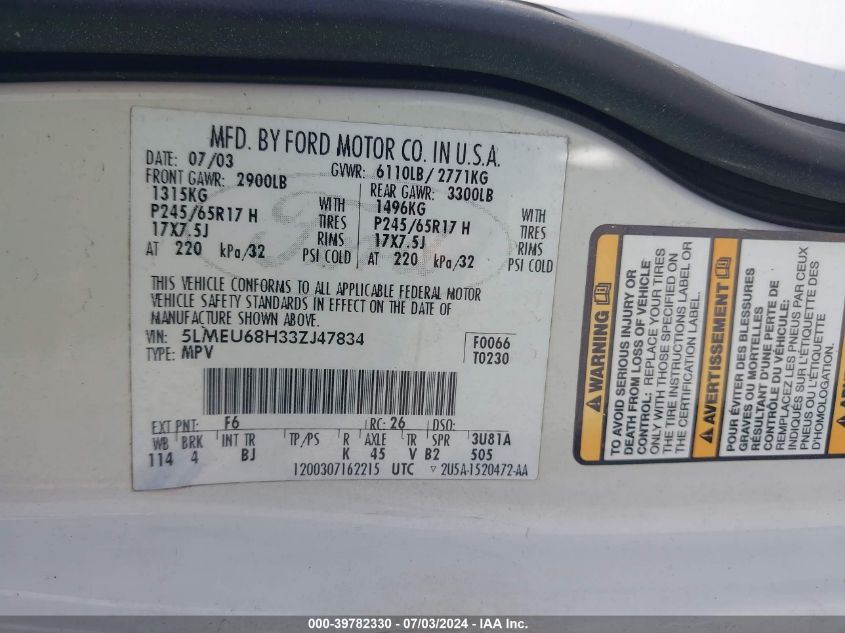 MFD. BY FORD MOTOR CO. IN U.S.A.
DATE: 07/03 GVWR: 6110LB/ 2771KG
FRONT GAWR: 2900LB REAR GAWR: 3300LB
1315KG WITH 1496KG WITH
P245/65R17 H TIRES P245/65R17 H TIRES
17X7.5J RIMS 17X7.5J RIMS
AT 220 kPa/32 PSI COLD AT 220 kPa/32 PSI COLD
THIS VEHICLE CONFORMS TO ALL APPLICABLE FEDERAL MOTOR
VEHICLE SAFETY STANDARDS IN EFFECT ON THE DATE OF
MANUFACTURE SHOWN ABOVE.
VIN: 5LMEU68H33ZJ47834 F0066
TYPE: MPV T0230
EXT PNT: F6 RC: 26 DSO:
WB BRK INT TR TP/PS R AXLE TR SPR 3U81A
114 4 BJ K 45 V B2 505
1200307162215 UTC ▽ 2U5A-1520472-AA
WARNING
TO AVOID SERIOUS INJURY OR
DEATH FROM LOSS OF VEHICLE
CONTROL: REPLACE YOUR TIRES
ONLY WITH THOSE SPECIFIED ON
THE TIRE INSTRUCTIONS LABEL OR
THE CERTIFICATION LABEL.
AVERTISSEMENT
POUR ÉVITER DES BLESSURES
GRAVES OU MORTELLES
RÉSULTANT D'UNE PERTE DE
CONTRÔLE DU VÉHICULE:
REMPLACEZ LES PNEUS PAR CEUX
INDIQUÉS SUR L'ÉTIQUETTE DES
PNEUS OU SUR L'ÉTIQUETTE
D'HOMOLOGATION.
000-39782330 - 07/03/2024 - IAAI.com